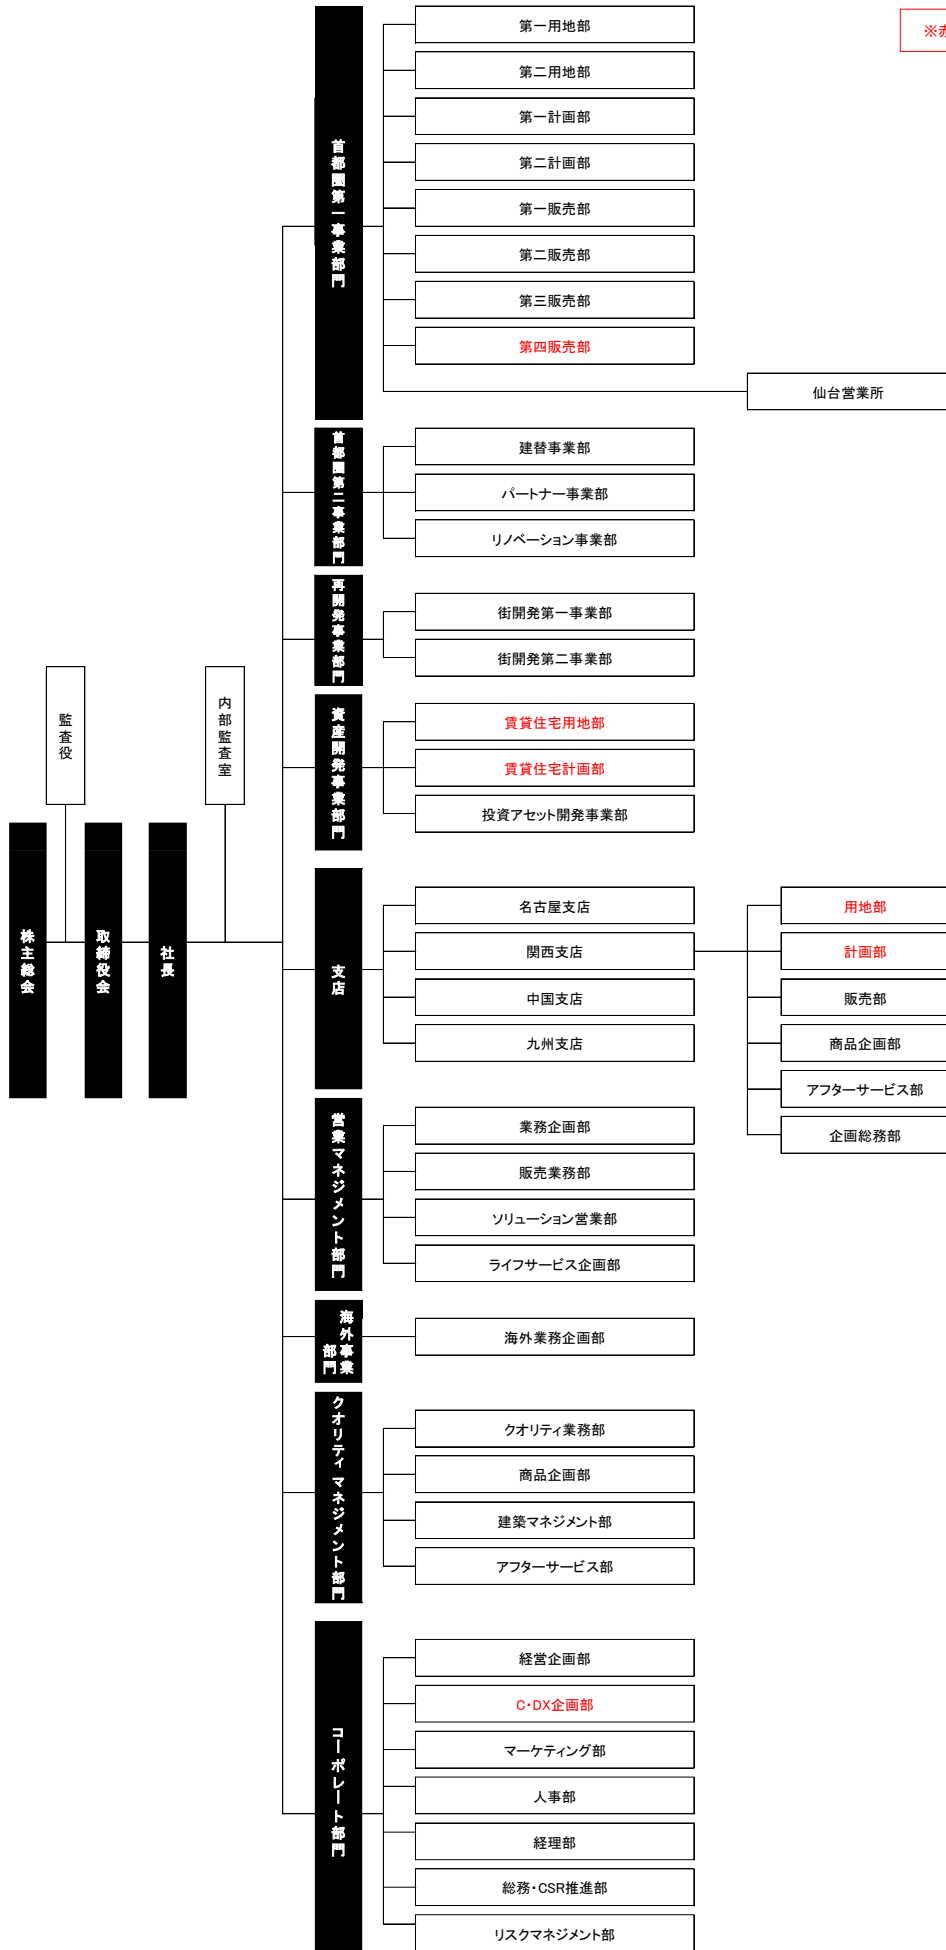 ※赤
首都圏第一事業部門
第一用地部
第二用地部
第一計画部
第二計画部
第一販売部
第二販売部
第三販売部
第四販売部
仙台営業所
首都圏第二事業部門
建替事業部
パートナー事業部
リノベーション事業部
再開発事業部門
街開発第一事業部
街開発第二事業部
資産開発事業部門
賃貸住宅用地部
賃貸住宅計画部
投資アセット開発事業部
監査役
内部監査室
株主総会
取締役会
社長
支店
名古屋支店
関西支店
中国支店
九州支店
用地部
計画部
販売部
商品企画部
アフターサービス部
企画総務部
営業マネジメント部門
業務企画部
販売業務部
ソリューション営業部
ライフサービス企画部
海外事業
部門
海外業務企画部
クオリティマネジメント部門
クオリティ業務部
商品企画部
建築マネジメント部
アフターサービス部
コーポレート部門
経営企画部
C・DX企画部
マーケティング部
人事部
経理部
総務・CSR推進部
リスクマネジメント部